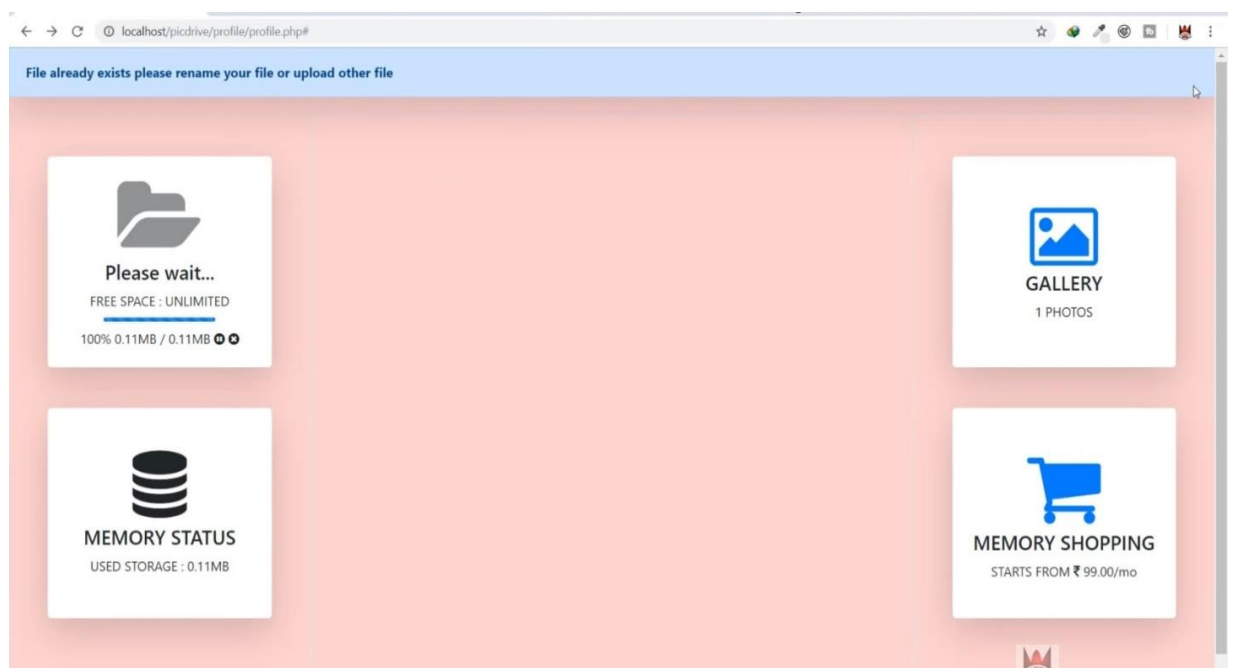 localhost/picdrive/profile/profile.php#
File already exists please rename your file or upload other file
Please wait...
FREE SPACE : UNLIMITED
100% 0.11MB / 0.11MB
MEMORY STATUS
USED STORAGE : 0.11MB
GALLERY
1 PHOTOS
MEMORY SHOPPING
STARTS FROM ₹ 99.00/mo